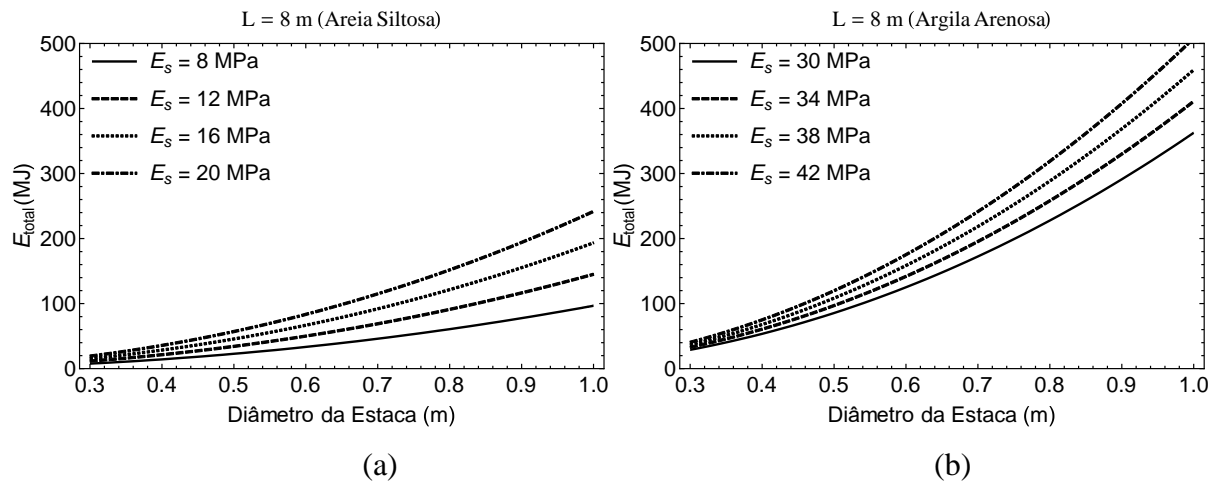 L = 8 m (Areia Siltosa)
500
400
300
200
100
0
E_total(MJ)
E_s = 8 MPa
E_s = 12 MPa
E_s = 16 MPa
E_s = 20 MPa
0.3 0.4 0.5 0.6 0.7 0.8 0.9 1.0
Diâmetro da Estaca (m)
(a)
L = 8 m (Argila Arenosa)
500
400
300
200
100
0
E_total(MJ)
E_s = 30 MPa
E_s = 34 MPa
E_s = 38 MPa
E_s = 42 MPa
0.3 0.4 0.5 0.6 0.7 0.8 0.9 1.0
Diâmetro da Estaca (m)
(b)